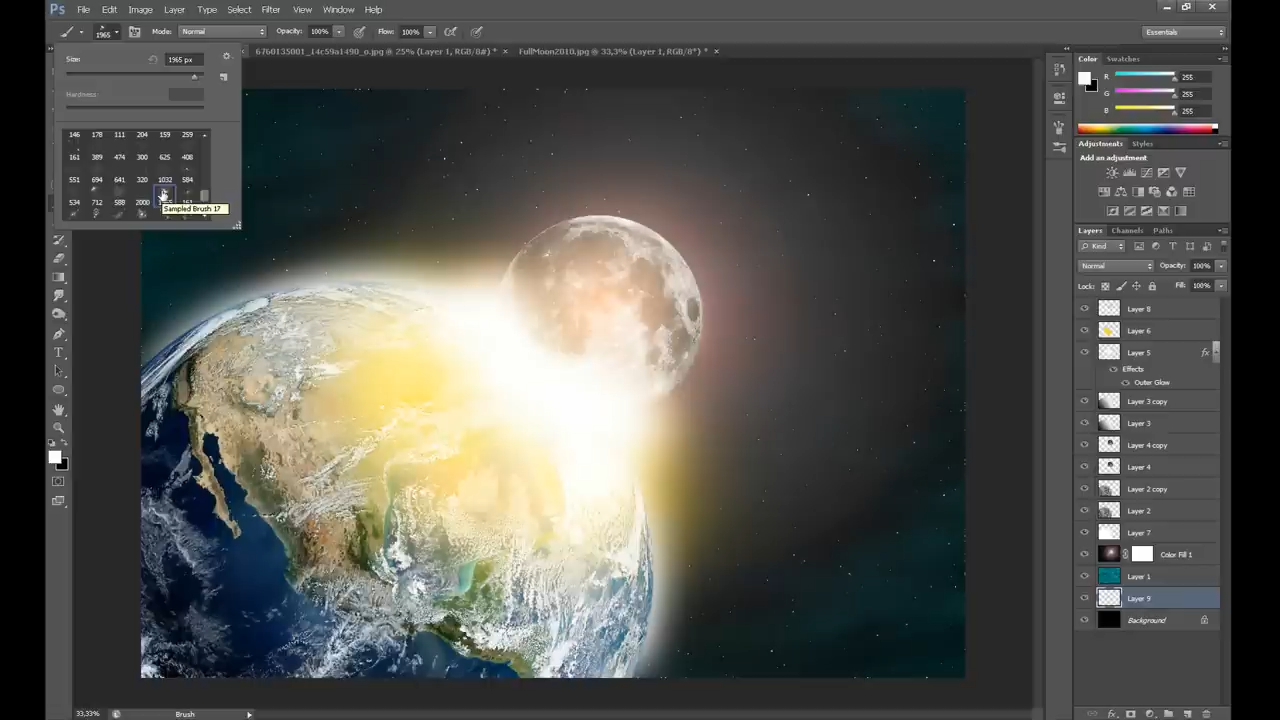 Ps File Edit Image Layer Type Select Filter View Window Help
1965 Mode: Normal Opacity: 100% Flow: 100% Essentials
6760135001_14c59a1490_o.jpg @ 25% (Layer 1, RGB/8#) * × FullMoon2010.jpg @ 33,3% (Layer 1, RGB/8*) * ×
Size: 1965 px
Hardness:
146 178 111 204 159 259
161 389 474 300 625 408
551 694 641 320 1032 584
534 712 588 2000
Sampled Brush 17
Color Swatches
R 255
G 255
B 255
Adjustments Styles
Add an adjustment
Layers Channels Paths
Kind
Normal Opacity: 100%
Lock: Fill: 100%
Layer 8
Layer 6
Layer 5 fx
Effects
Outer Glow
Layer 3 copy
Layer 3
Layer 4 copy
Layer 4
Layer 2 copy
Layer 2
Layer 7
Color Fill 1
Layer 1
Layer 9
Background
33,33% Brush